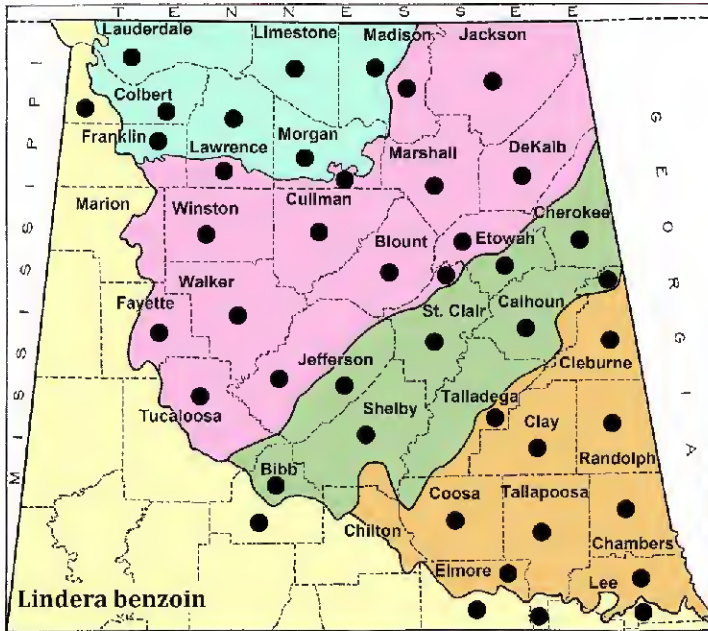 T E N N E S S E E
Lauderdale Limestone Madison Jackson
Colbert
Franklin Lawrence Morgan Marshall DeKalb
Marion Winston Cullman Cherokee
Blount Etowah
Walker
Fayette St. Clair Calhoun
Jefferson Cleburne
Tucaloosa Shelby Talladega Clay
Randolph
Bibb
Coosa Tallapoosa
Chilton
Chambers
Elmore Lee
Lindera benzoin
M I S S I S S I P P I
G E O R G I A